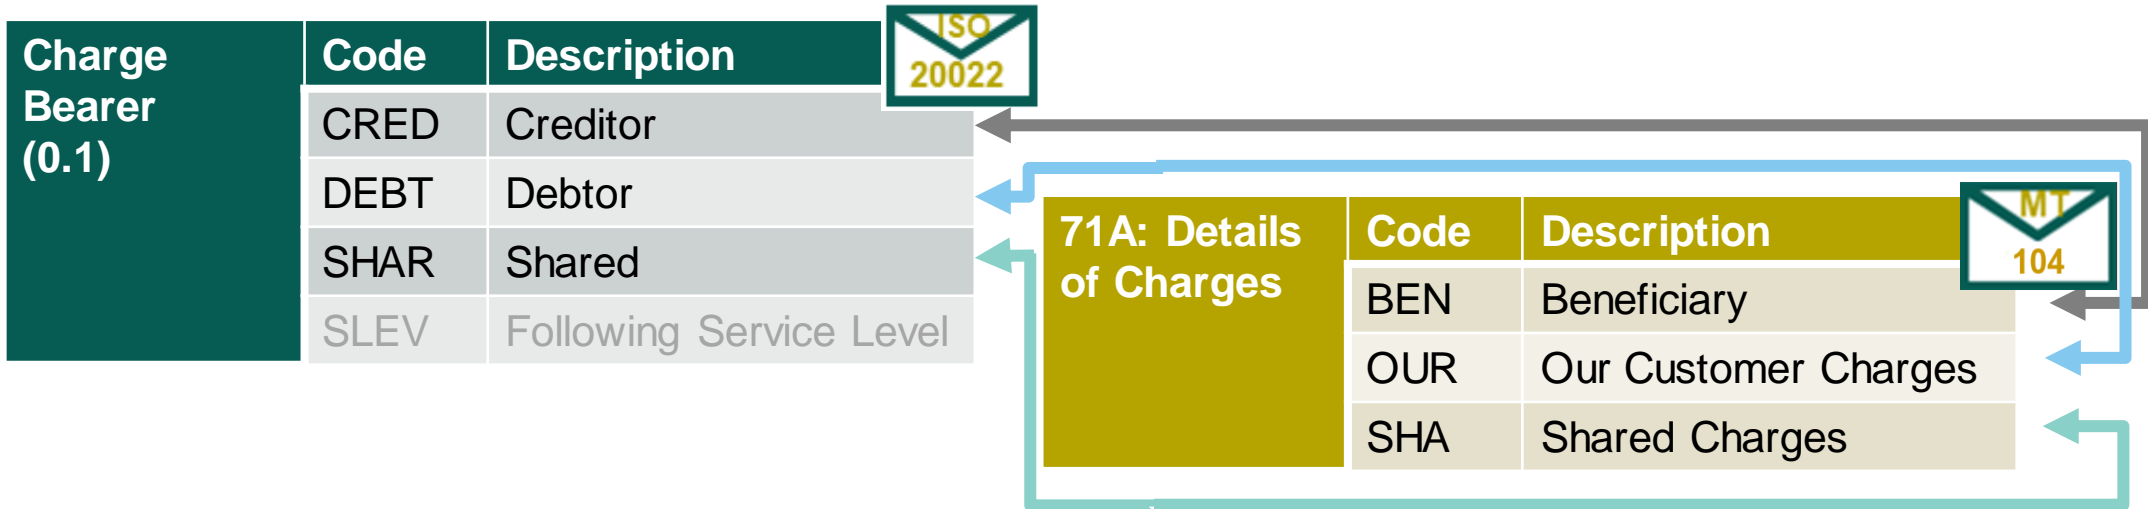 Charge
Bearer
(0.1)
Code
Description
ISO
20022
CRED
Creditor
DEBT
Debtor
SHAR
Shared
SLEV
Following Service Level
71A: Details
of Charges
Code
Description
MT
104
BEN
Beneficiary
OUR
Our Customer Charges
SHA
Shared Charges